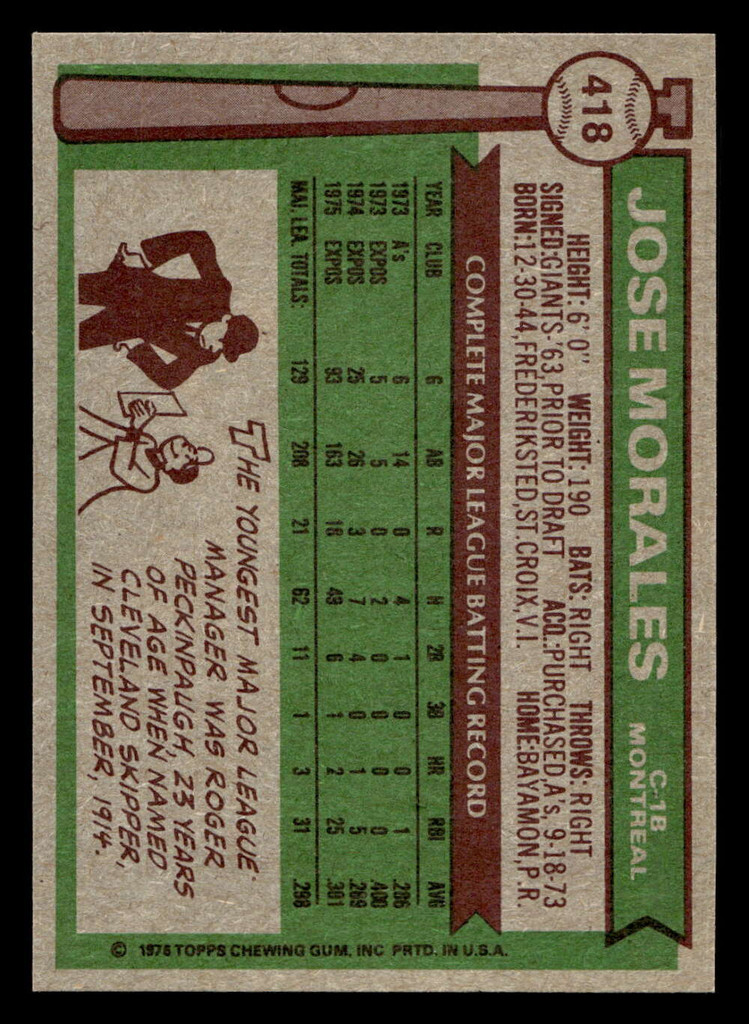 418
JOSE MORALES C-1B
MONTREAL
HEIGHT: 6' 0" WEIGHT: 190 BATS: RIGHT THROWS: RIGHT
SIGNED: GIANTS-'63, PRIOR TO DRAFT ACQ: PURCHASED A's, 9-18-73
BORN: 12-30-44, FREDERIKSTED, ST. CROIX, V.I. HOME: BAYAMON, P.R.
COMPLETE MAJOR LEAGUE BATTING RECORD
YEAR CLUB G AB R H 2B 3B HR RBI AVG
1973 A's 6 14 0 4 1 0 0 1 .286
1973 EXPOS 5 5 0 2 0 0 0 0 .400
1974 EXPOS 25 26 3 7 4 0 1 5 .269
1975 EXPOS 93 163 18 49 6 1 2 25 .301
MAJ. LEA. TOTALS: 129 208 21 62 11 1 3 31 .298
THE YOUNGEST MAJOR LEAGUE
MANAGER WAS ROGER
PECKINPAUGH, 23 YEARS
OF AGE WHEN NAMED
CLEVELAND SKIPPER,
IN SEPTEMBER, 1914.
© 1976 TOPPS CHEWING GUM, INC PRTD. IN U.S.A.